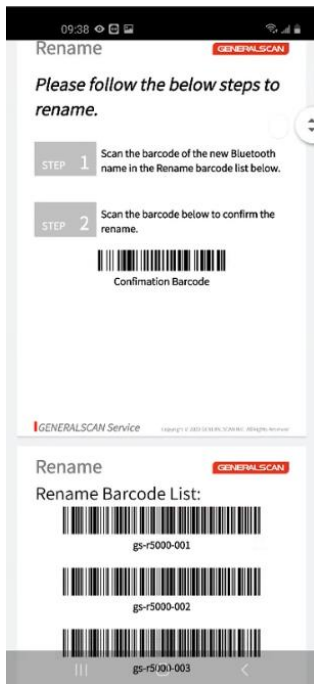 09:38
Rename
GENERALSCAN
Please follow the below steps to
rename.
STEP 1
Scan the barcode of the new Bluetooth
name in the Rename barcode list below.
STEP 2
Scan the barcode below to confirm the
rename.
Confimation Barcode
GENERALSCAN Service
Rename
GENERALSCAN
Rename Barcode List:
gs-r5000-001
gs-r5000-002
gs-r5000-003